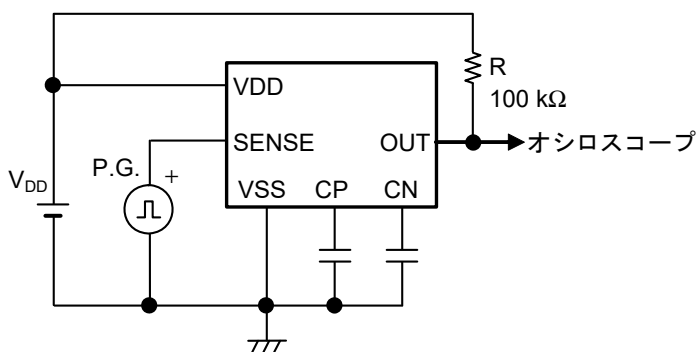 R
100 kΩ
VDD
SENSE
OUT
オシロスコープ
P.G.
+
VDD
VSS
CP
CN